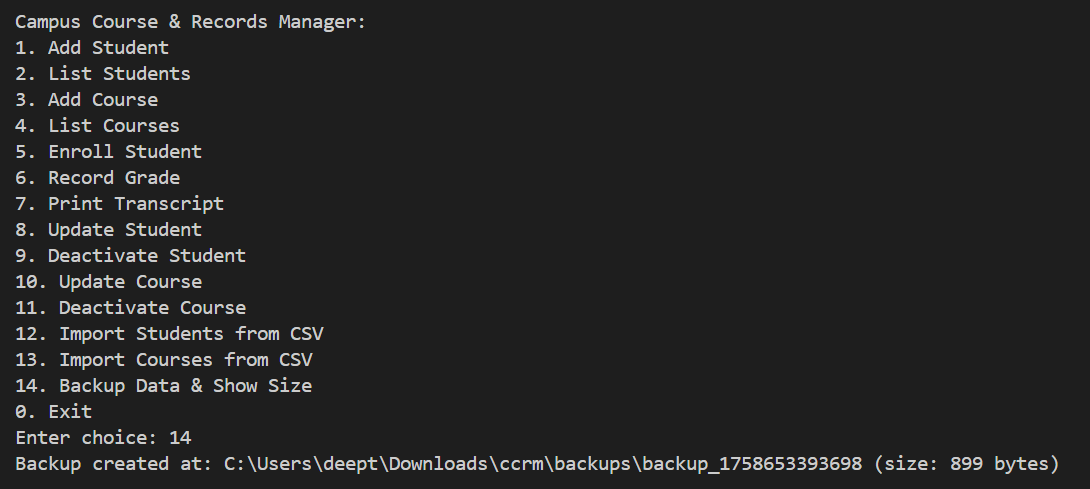 Campus Course & Records Manager:
1. Add Student
2. List Students
3. Add Course
4. List Courses
5. Enroll Student
6. Record Grade
7. Print Transcript
8. Update Student
9. Deactivate Student
10. Update Course
11. Deactivate Course
12. Import Students from CSV
13. Import Courses from CSV
14. Backup Data & Show Size
0. Exit
Enter choice: 14
Backup created at: C:\Users\deept\Downloads\ccrm\backups\backup_1758653393698 (size: 899 bytes)